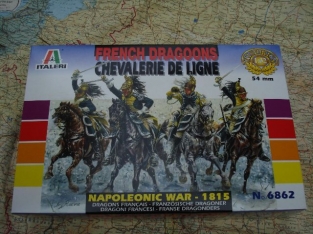 ITALERI
FRENCH DRAGOONS
CHEVALERIE DE LIGNE
54 mm
NAPOLEONIC WAR - 1815
DRAGONS FRANÇAIS - FRANZÖSISCHE DRAGONER
DRAGONI FRANCESI - FRANSE DRAGONDERS
N. 6862